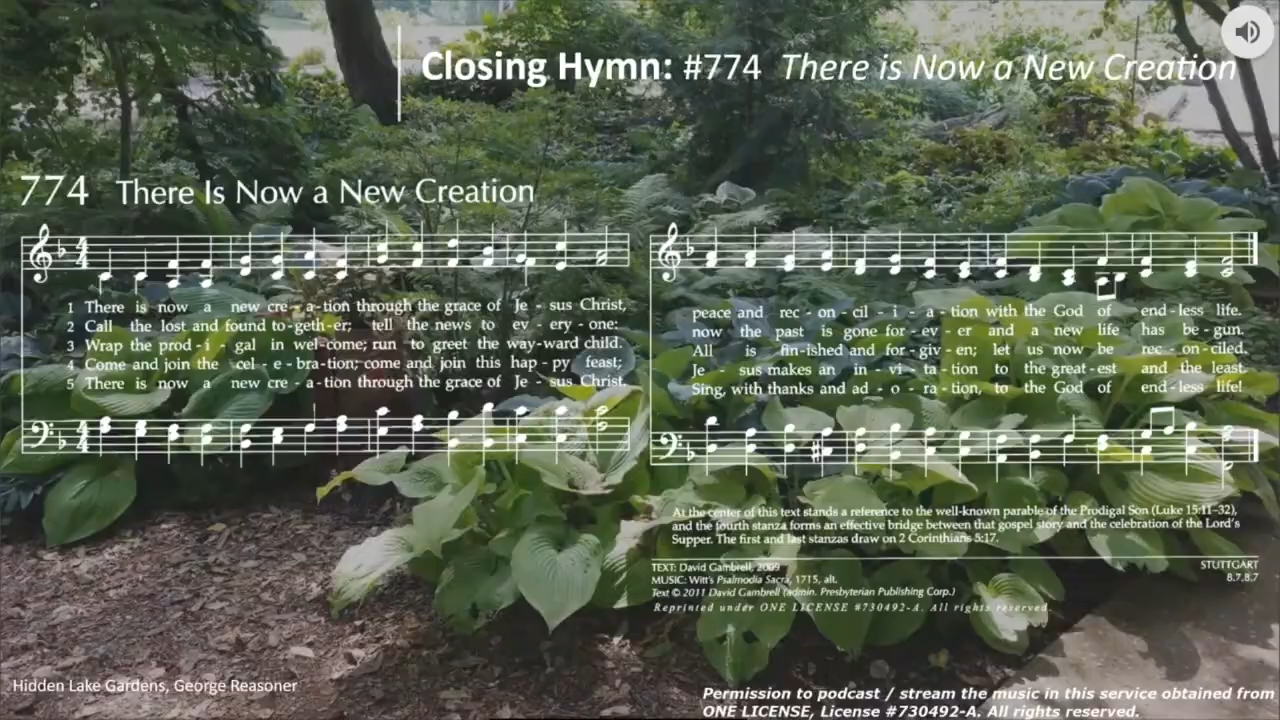 Closing Hymn: #774 There is Now a New Creation
774 There Is Now a New Creation
1 There is now a new cre - a - tion through the grace of Je - sus Christ,
2 Call the lost and found to - geth - er; tell the news to ev - ery - one:
3 Wrap the prod - i - gal in wel - come; run to greet the way - ward child.
4 Come and join the cel - e - bra - tion; come and join this hap - py feast;
5 There is now a new cre - a - tion through the grace of Je - sus Christ.
peace and rec - on - cil - i - a - tion with the God of end - less life.
now the past is gone for - ev - er and a new life has be - gun.
All is fin - ished and for - giv - en; let us now be rec - on - ciled.
Je - sus makes an in - vi - ta - tion to the great - est and the least.
Sing, with thanks and ad - o - ra - tion, to the God of end - less life!
At the center of this text stands a reference to the well-known parable of the Prodigal Son (Luke 15:11–32),
and the fourth stanza forms an effective bridge between that gospel story and the celebration of the Lord's
Supper. The first and last stanzas draw on 2 Corinthians 5:17.
TEXT: David Gambrell, 2009
MUSIC: Witt's Psalmodia Sacra, 1715, alt.
Text © 2011 David Gambrell (admin. Presbyterian Publishing Corp.)
Reprinted under ONE LICENSE #730492-A. All rights reserved.
STUTTGART
8.7.8.7
Hidden Lake Gardens, George Reasoner
Permission to podcast / stream the music in this service obtained from
ONE LICENSE, License #730492-A. All rights reserved.